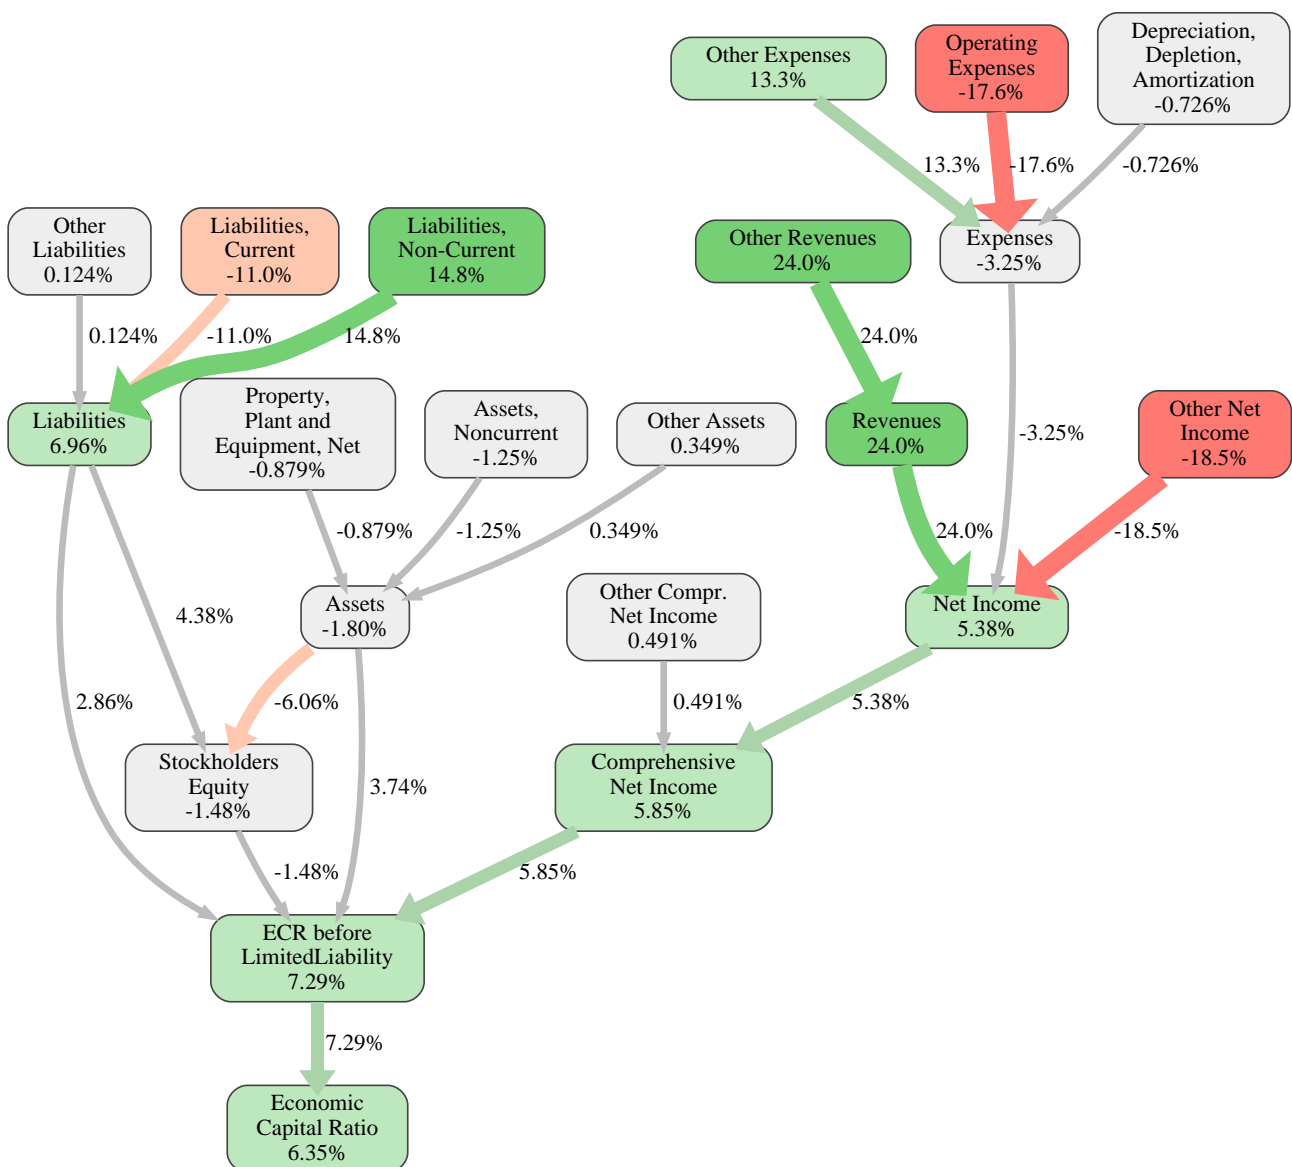 Other Expenses
13.3%
Operating
Expenses
-17.6%
Depreciation,
Depletion,
Amortization
-0.726%
13.3%
-17.6%
-0.726%
Other
Liabilities
0.124%
Liabilities,
Current
-11.0%
Liabilities,
Non-Current
14.8%
Other Revenues
24.0%
Expenses
-3.25%
0.124%
-11.0%
14.8%
24.0%
Liabilities
6.96%
Property,
Plant and
Equipment, Net
-0.879%
Assets,
Noncurrent
-1.25%
Other Assets
0.349%
Revenues
24.0%
-3.25%
Other Net
Income
-18.5%
-0.879%
-1.25%
0.349%
24.0%
-18.5%
Assets
-1.80%
Other Compr.
Net Income
0.491%
Net Income
5.38%
4.38%
2.86%
-6.06%
0.491%
5.38%
Stockholders
Equity
-1.48%
3.74%
Comprehensive
Net Income
5.85%
-1.48%
5.85%
ECR before
LimitedLiability
7.29%
7.29%
Economic
Capital Ratio
6.35%